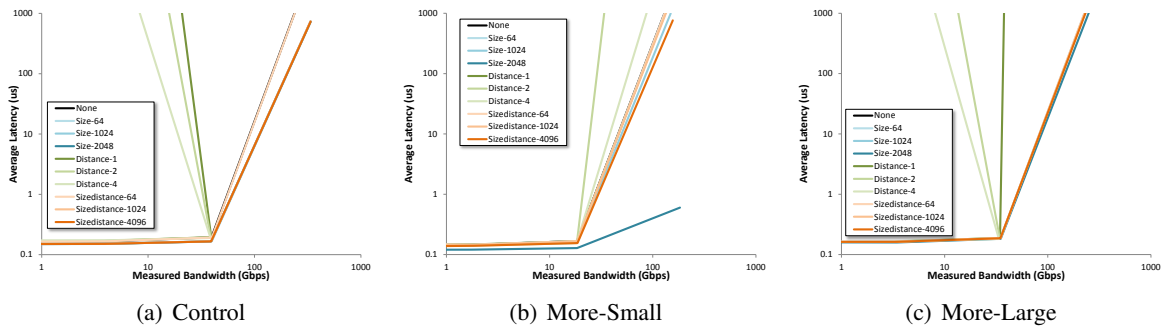 1000
100
10
1
0.1
Average Latency (us)
None
Size-64
Size-1024
Size-2048
Distance-1
Distance-2
Distance-4
Sizedistance-64
Sizedistance-1024
Sizedistance-4096
1 10 100 1000
Measured Bandwidth (Gbps)
(a) Control
1000
100
10
1
0.1
Average Latency (us)
None
Size-64
Size-1024
Size-2048
Distance-1
Distance-2
Distance-4
Sizedistance-64
Sizedistance-1024
Sizedistance-4096
1 10 100 1000
Measured Bandwidth (Gbps)
(b) More-Small
1000
100
10
1
0.1
Average Latency (us)
None
Size-64
Size-1024
Size-2048
Distance-1
Distance-2
Distance-4
Sizedistance-64
Sizedistance-1024
Sizedistance-4096
1 10 100 1000
Measured Bandwidth (Gbps)
(c) More-Large